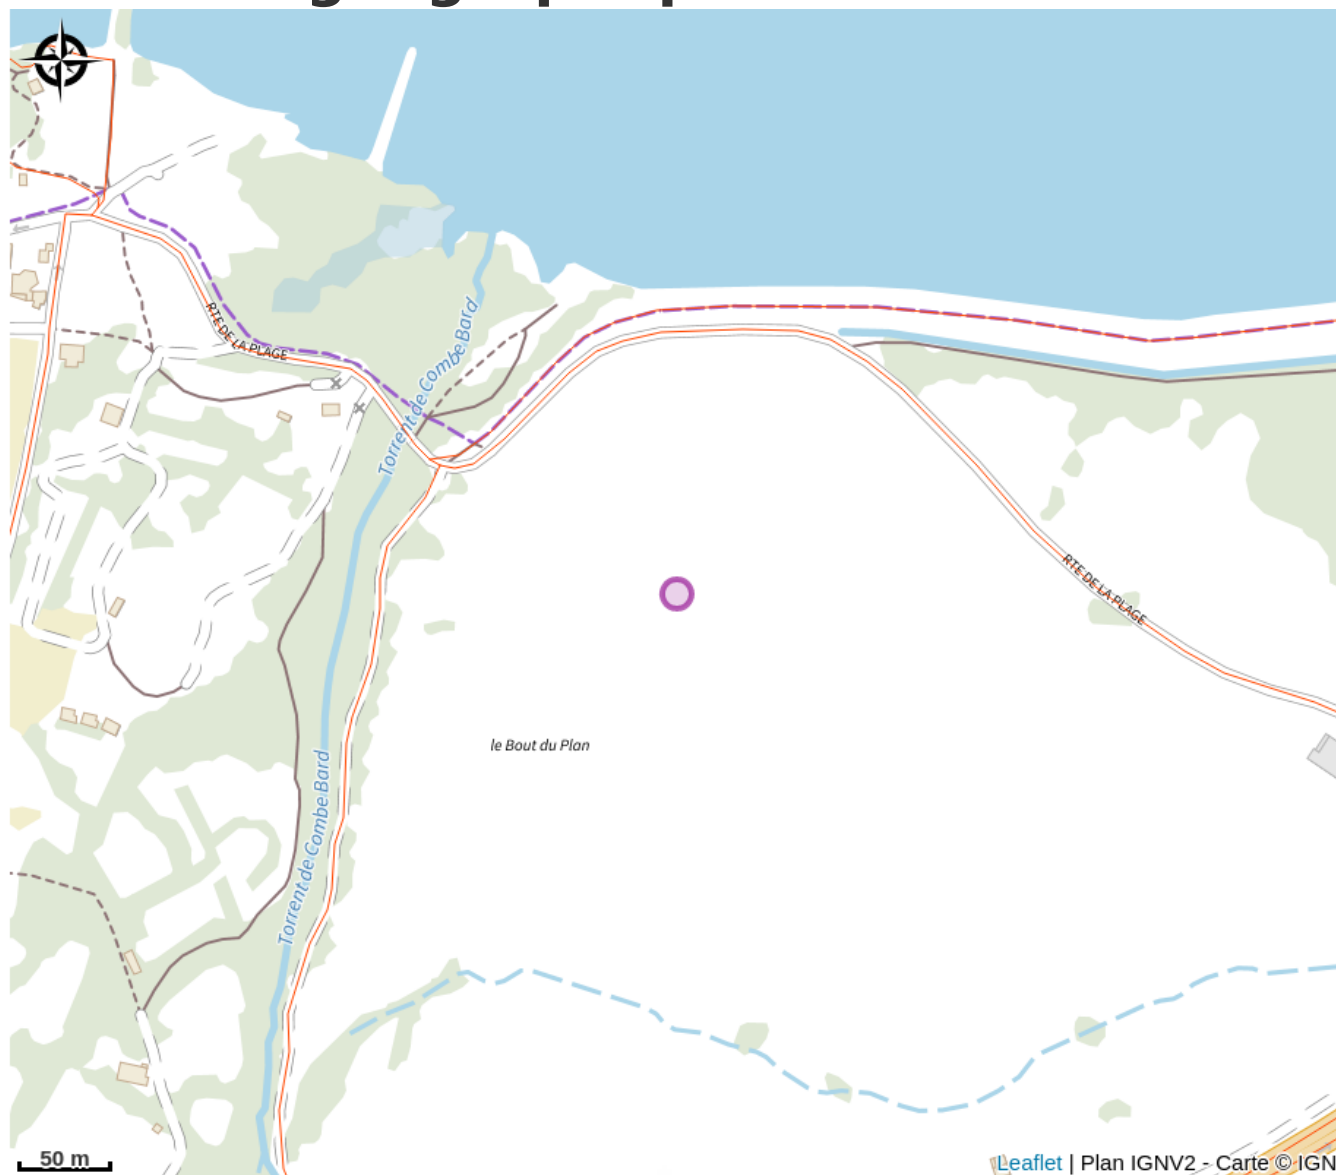 RTE DE LA PLAGE
Torrent de Combe Bard
RTE DE LA PLAGE
le Bout du Plan
Torrent de Combe Bard
50 m
Leaflet | Plan IGNV2 - Carte © IGN